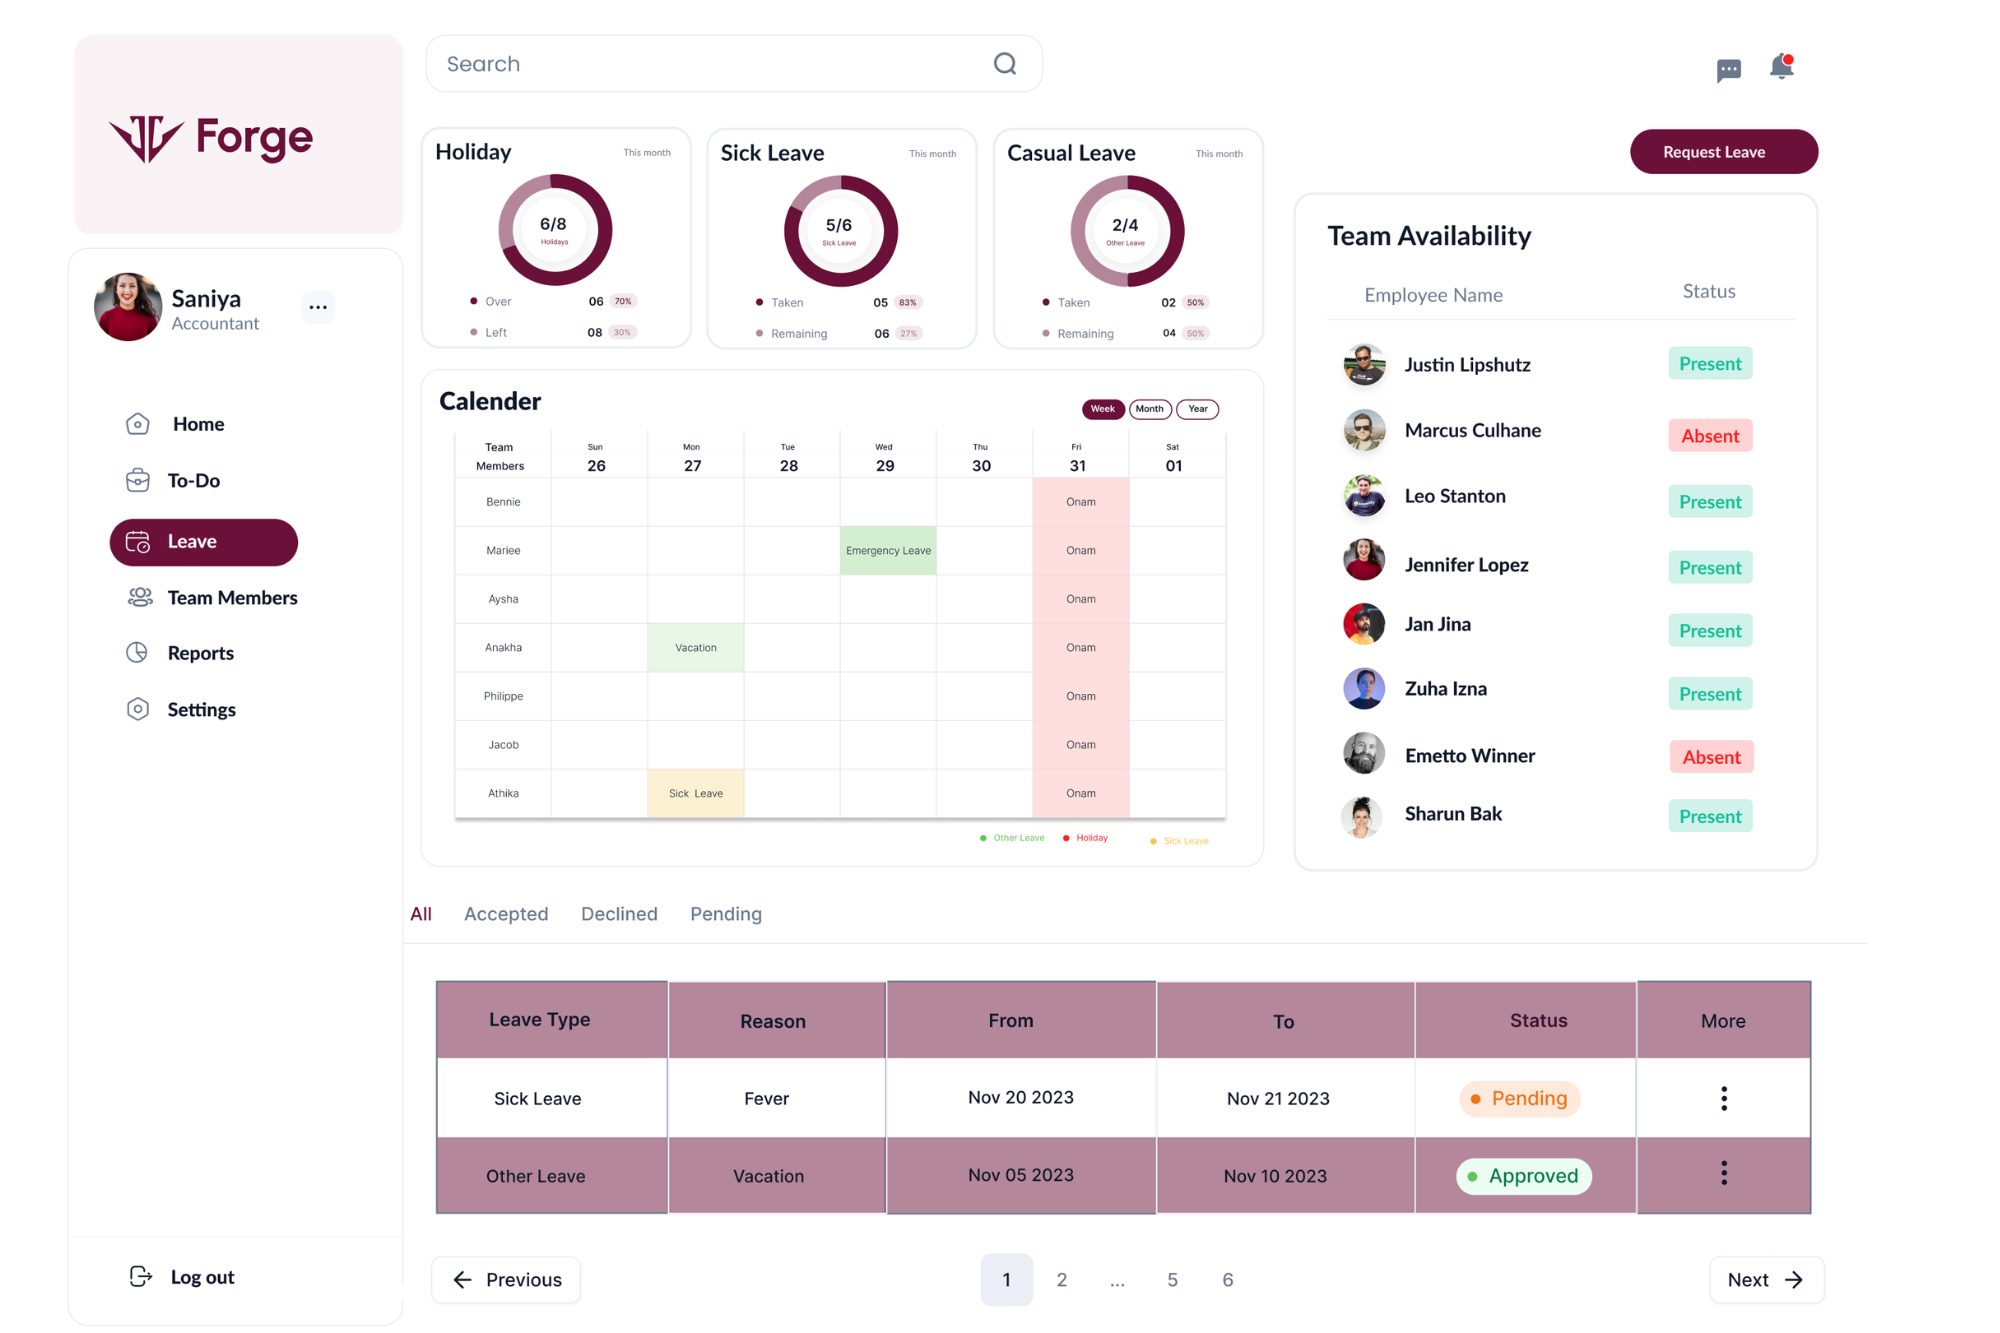 Forge
Search
Request Leave
Saniya
Accountant
...
Home
To-Do
Leave
Team Members
Reports
Settings
Log out
Holiday This month
6/8
Holidays
Over 06 70%
Left 08 30%
Sick Leave This month
5/6
Sick Leave
Taken 05 83%
Remaining 06 27%
Casual Leave This month
2/4
Other Leave
Taken 02 50%
Remaining 04 50%
Calender
Week Month Year
Team Members Sun 26 Mon 27 Tue 28 Wed 29 Thu 30 Fri 31 Sat 01
Bennie Onam
Mariee Emergency Leave Onam
Aysha Onam
Anakha Vacation Onam
Philippe Onam
Jacob Onam
Athika Sick Leave Onam
Other Leave Holiday Sick Leave
Team Availability
Employee Name Status
Justin Lipshutz Present
Marcus Culhane Absent
Leo Stanton Present
Jennifer Lopez Present
Jan Jina Present
Zuha Izna Present
Emetto Winner Absent
Sharun Bak Present
All Accepted Declined Pending
Leave Type Reason From To Status More
Sick Leave Fever Nov 20 2023 Nov 21 2023 Pending
Other Leave Vacation Nov 05 2023 Nov 10 2023 Approved
Previous 1 2 ... 5 6 Next